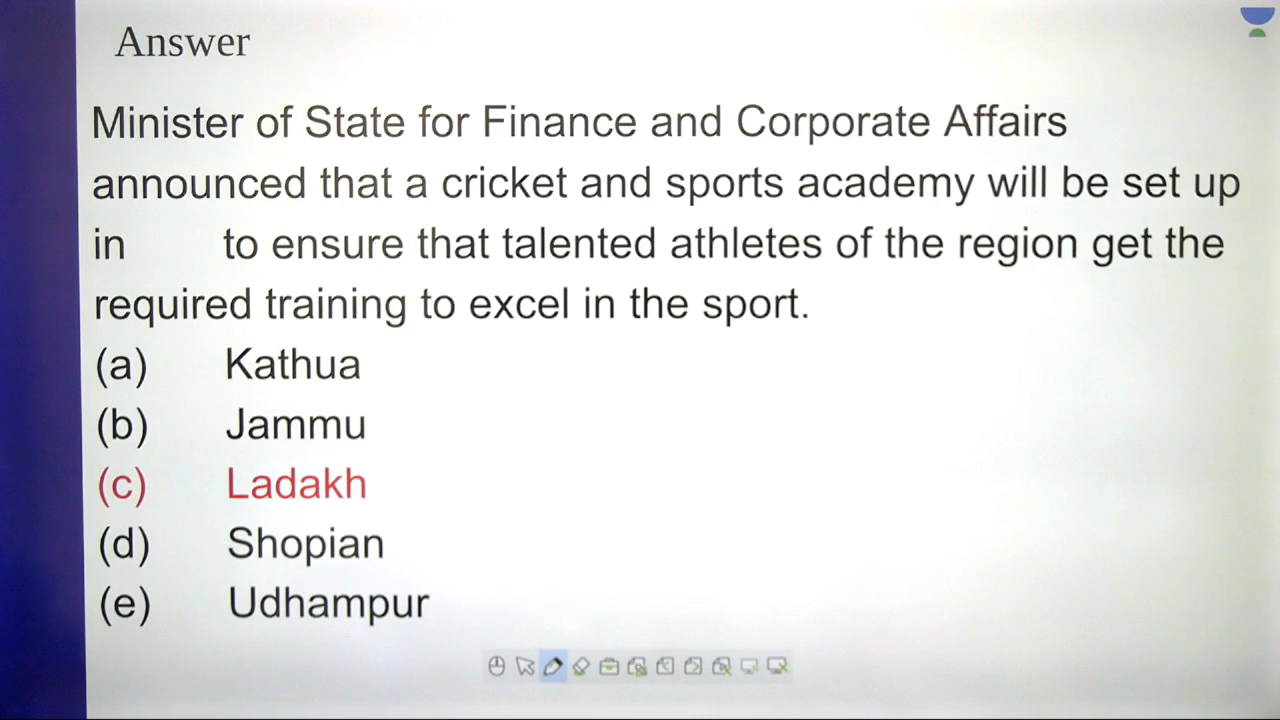 Answer
Minister of State for Finance and Corporate Affairs
announced that a cricket and sports academy will be set up
in to ensure that talented athletes of the region get the
required training to excel in the sport.
(a) Kathua
(b) Jammu
(c) Ladakh
(d) Shopian
(e) Udhampur